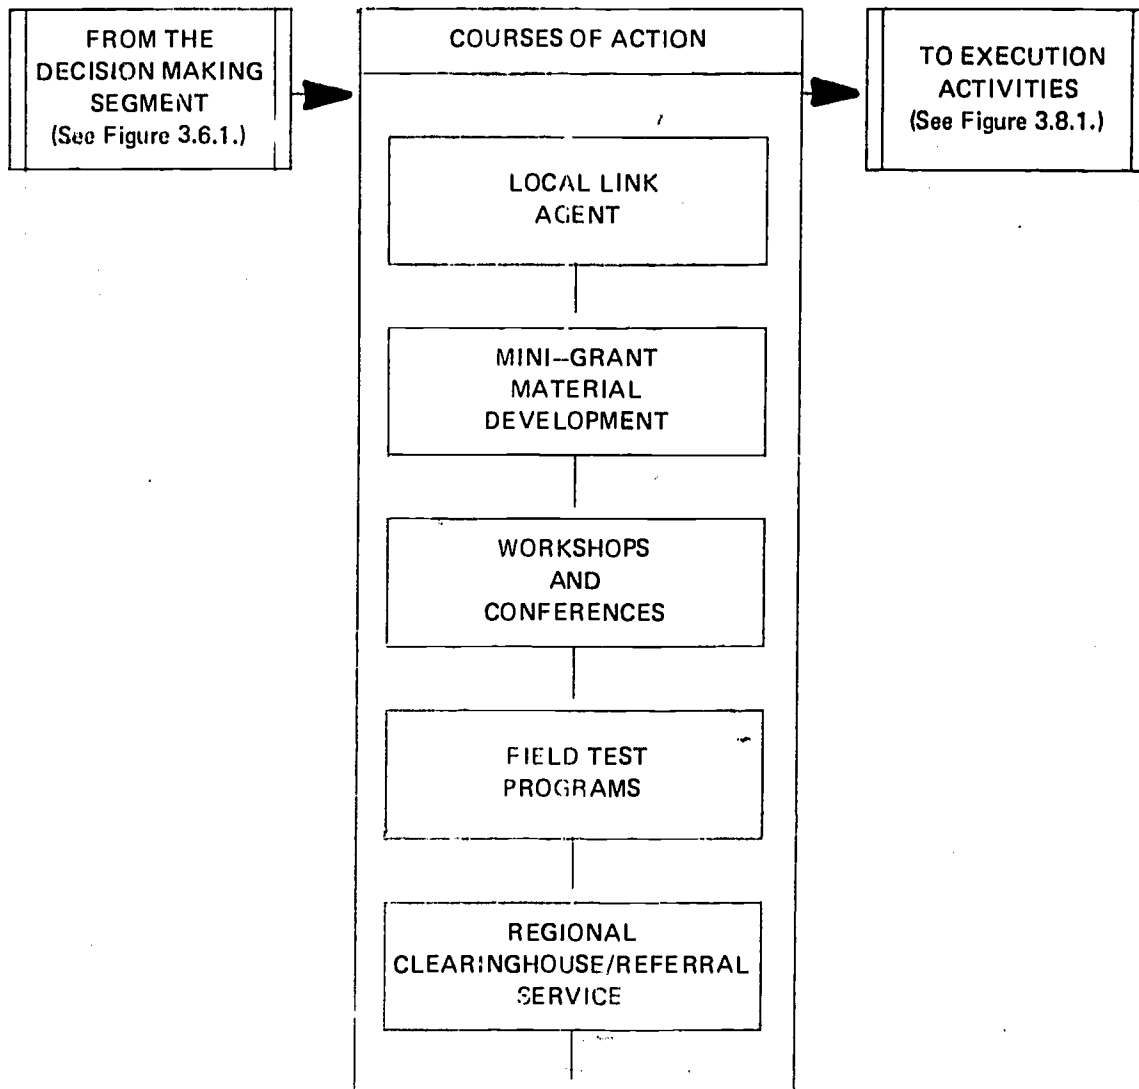 FROM THE
DECISION MAKING
SEGMENT
(See Figure 3.6.1.)
COURSES OF ACTION
TO EXECUTION
ACTIVITIES
(See Figure 3.8.1.)
LOCAL LINK
AGENT
MINI--GRANT
MATERIAL
DEVELOPMENT
WORKSHOPS
AND
CONFERENCES
FIELD TEST
PROGRAMS
REGIONAL
CLEARINGHOUSE/REFERRAL
SERVICE